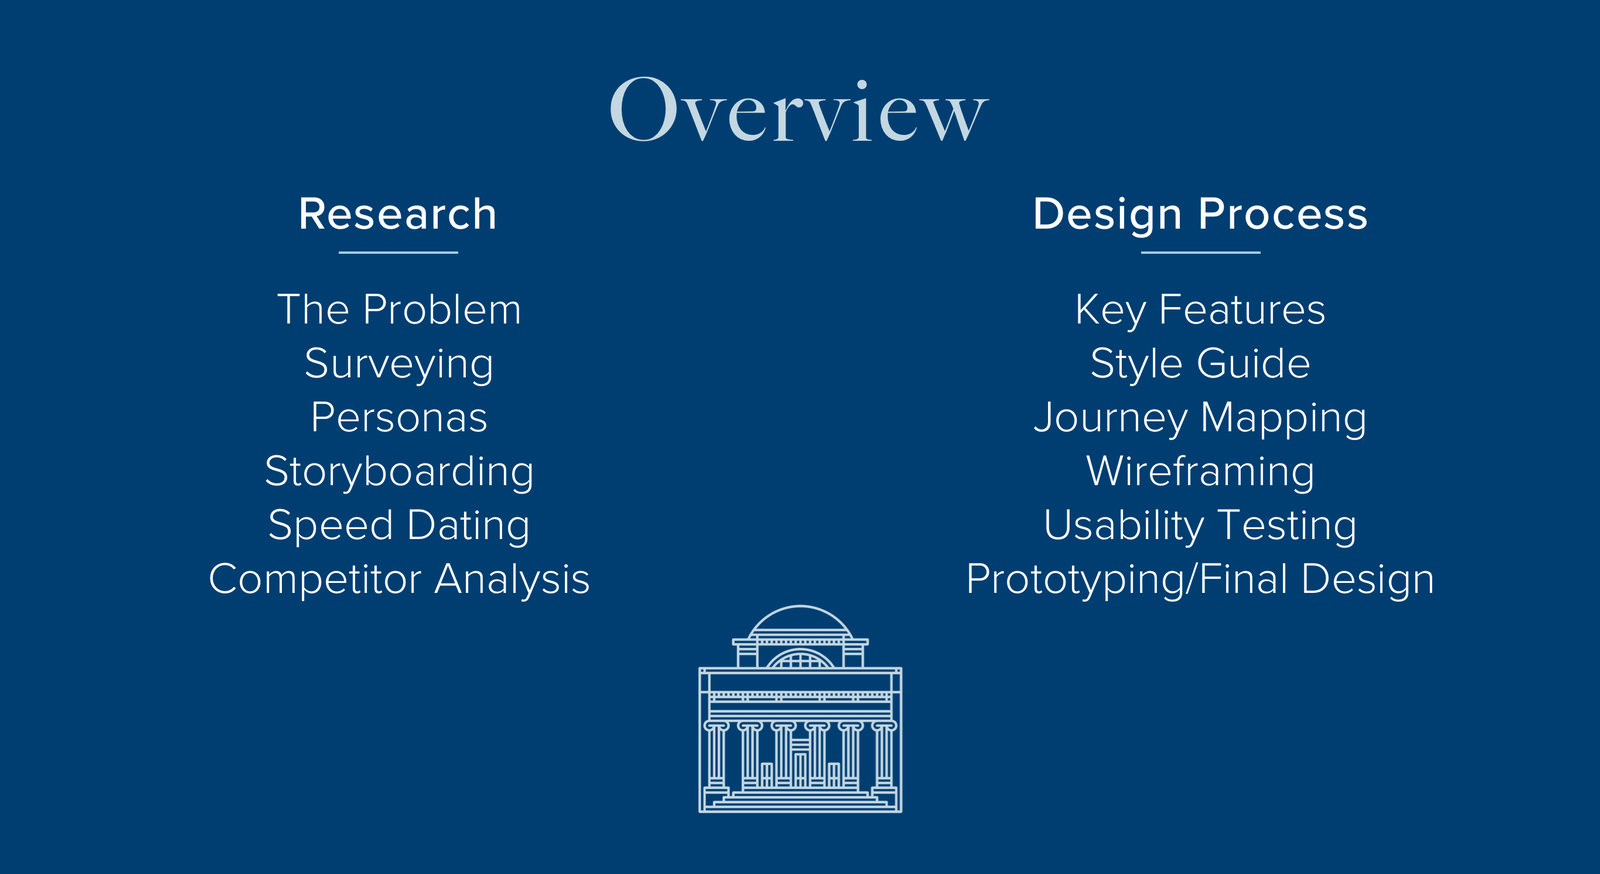 Overview
Research
The Problem
Surveying
Personas
Storyboarding
Speed Dating
Competitor Analysis
Design Process
Key Features
Style Guide
Journey Mapping
Wireframing
Usability Testing
Prototyping/Final Design